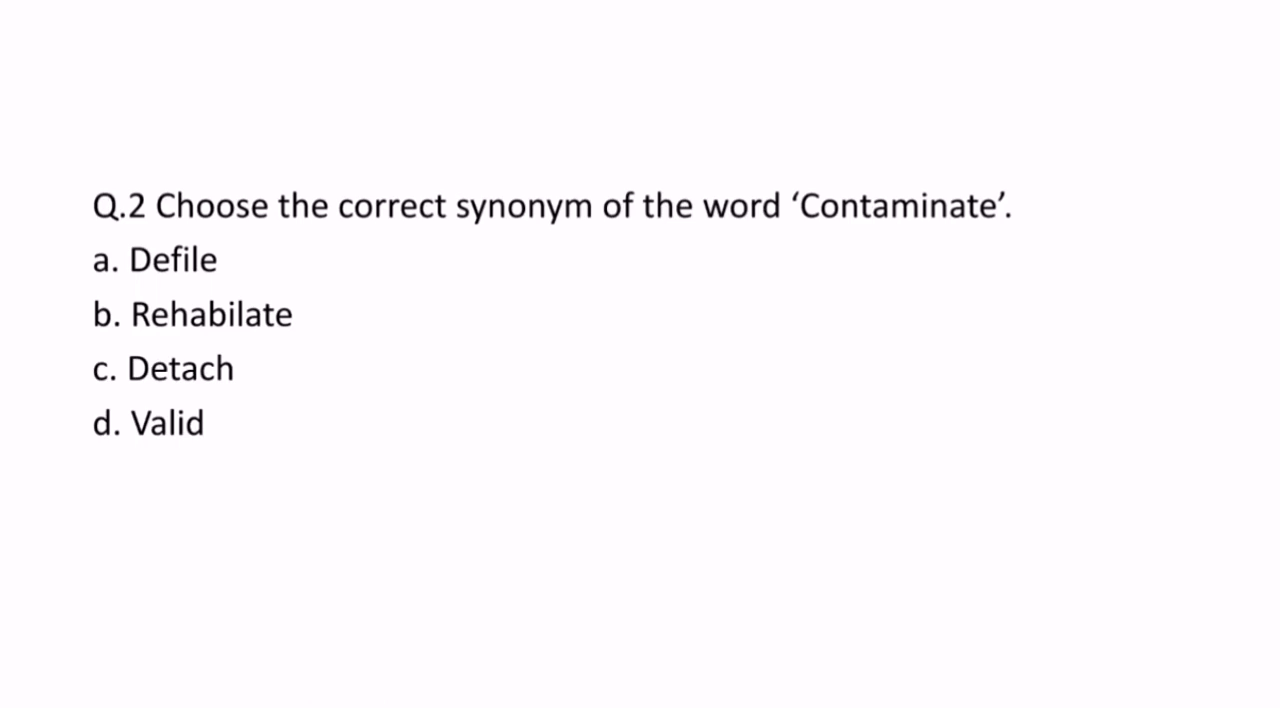 Q.2 Choose the correct synonym of the word ‘Contaminate’.
a. Defile
b. Rehabilate
c. Detach
d. Valid